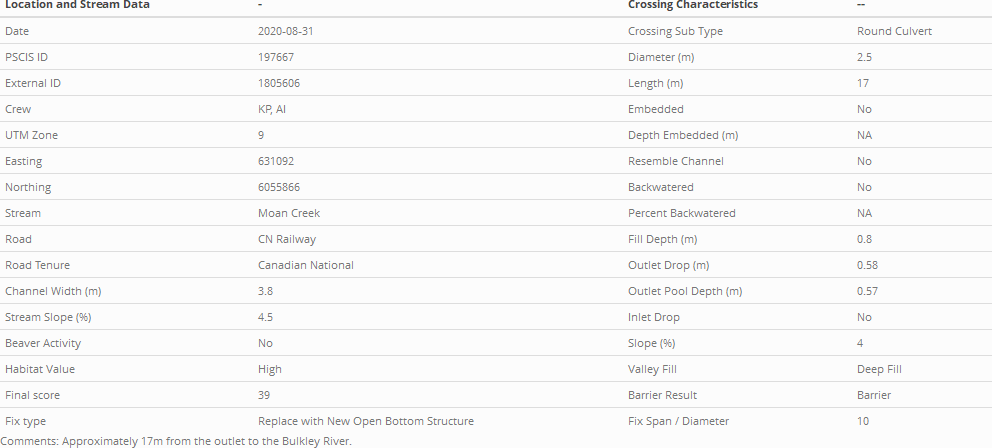 Location and Stream Data - Crossing Characteristics --
Date 2020-08-31 Crossing Sub Type Round Culvert
PSCIS ID 197667 Diameter (m) 2.5
External ID 1805606 Length (m) 17
Crew KP, AI Embedded No
UTM Zone 9 Depth Embedded (m) NA
Easting 631092 Resemble Channel No
Northing 6055866 Backwatered No
Stream Moan Creek Percent Backwatered NA
Road CN Railway Fill Depth (m) 0.8
Road Tenure Canadian National Outlet Drop (m) 0.58
Channel Width (m) 3.8 Outlet Pool Depth (m) 0.57
Stream Slope (%) 4.5 Inlet Drop No
Beaver Activity No Slope (%) 4
Habitat Value High Valley Fill Deep Fill
Final score 39 Barrier Result Barrier
Fix type Replace with New Open Bottom Structure Fix Span / Diameter 10
Comments: Approximately 17m from the outlet to the Bulkley River.